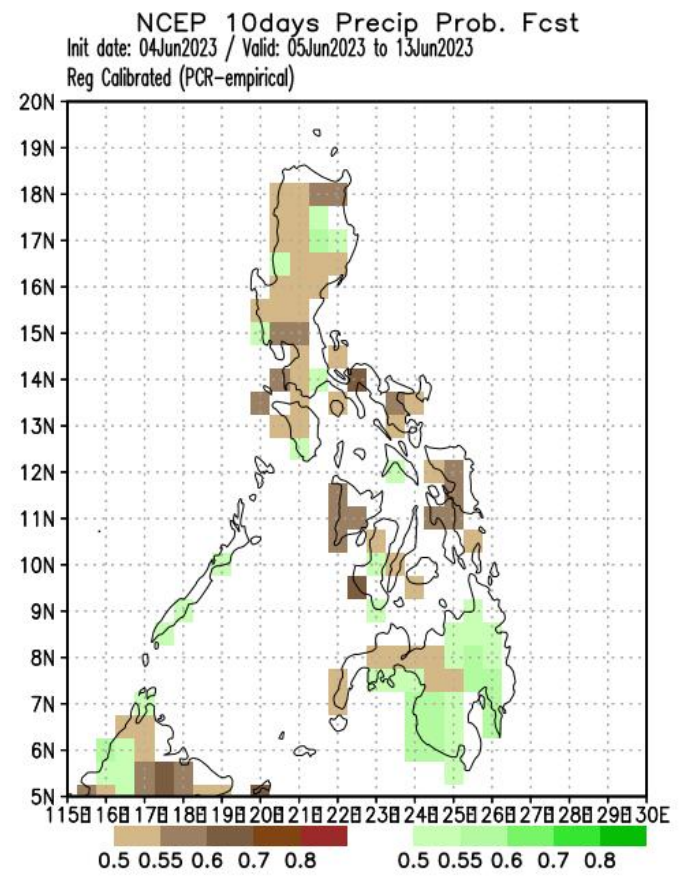 NCEP 10days Precip Prob. Fcst
Init date: 04Jun2023 / Valid: 05Jun2023 to 13Jun2023
Reg Calibrated (PCR-empirical)
20N
19N
18N
17N
16N
15N
14N
13N
12N
11N
10N
9N
8N
7N
6N
5N
115E 116E 117E 118E 119E 120E 121E 122E 123E 124E 125E 126E 127E 128E 129E 130E
0.5 0.55 0.6 0.7 0.8 0.5 0.55 0.6 0.7 0.8